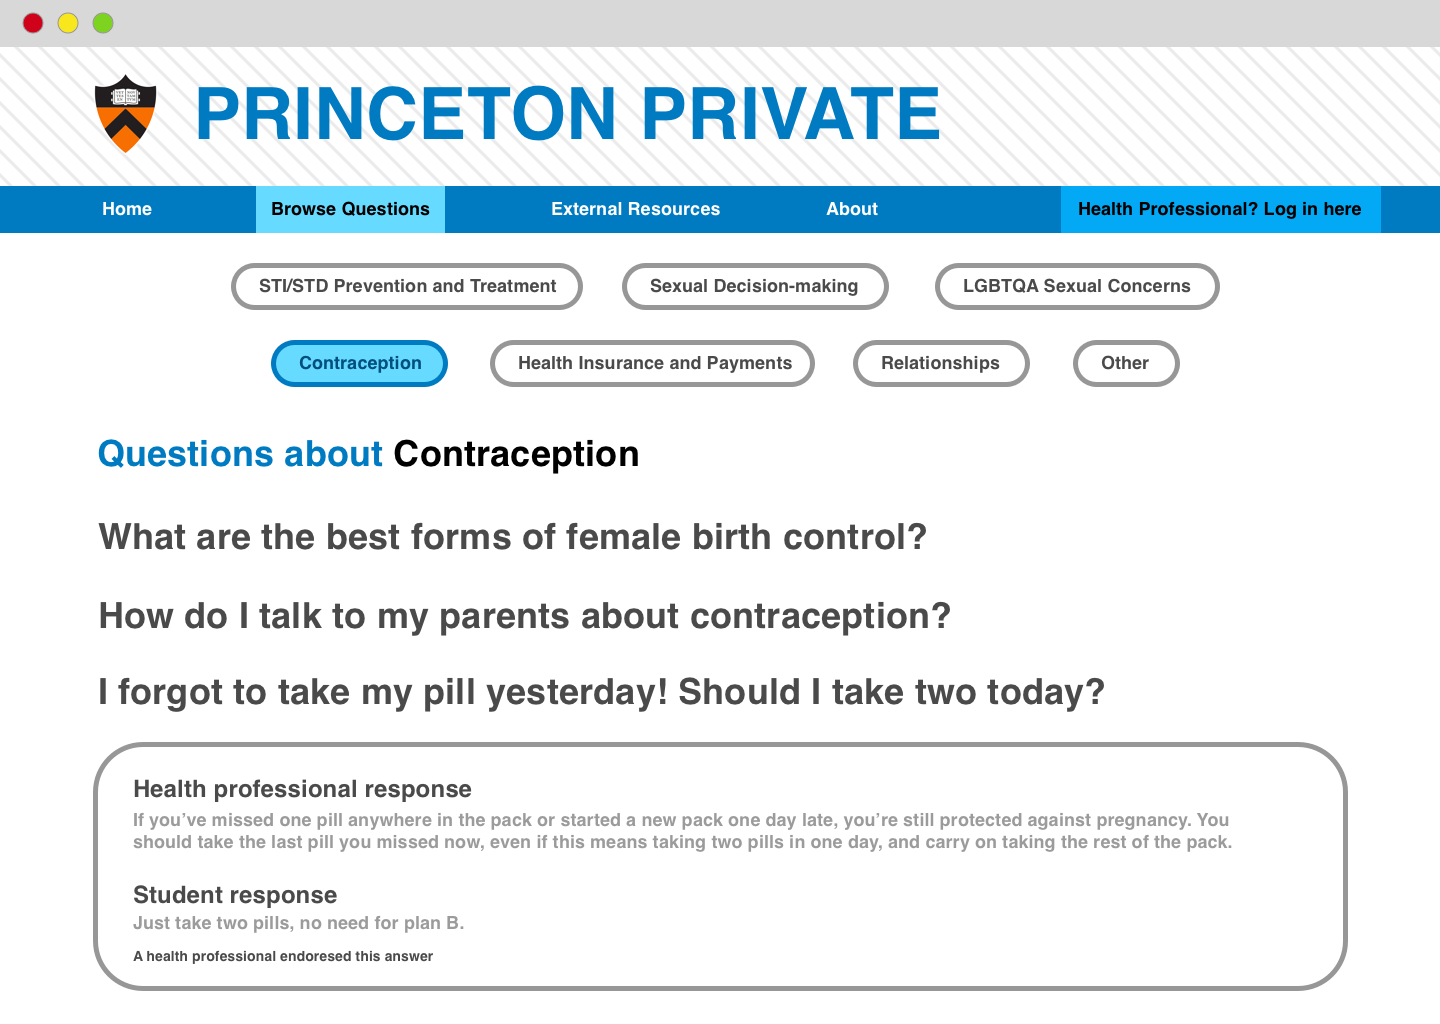 PRINCETON PRIVATE
Home Browse Questions External Resources About Health Professional? Log in here
STI/STD Prevention and Treatment Sexual Decision-making LGBTQA Sexual Concerns
Contraception Health Insurance and Payments Relationships Other
Questions about Contraception
What are the best forms of female birth control?
How do I talk to my parents about contraception?
I forgot to take my pill yesterday! Should I take two today?
Health professional response
If you’ve missed one pill anywhere in the pack or started a new pack one day late, you’re still protected against pregnancy. You
should take the last pill you missed now, even if this means taking two pills in one day, and carry on taking the rest of the pack.
Student response
Just take two pills, no need for plan B.
A health professional endoresed this answer